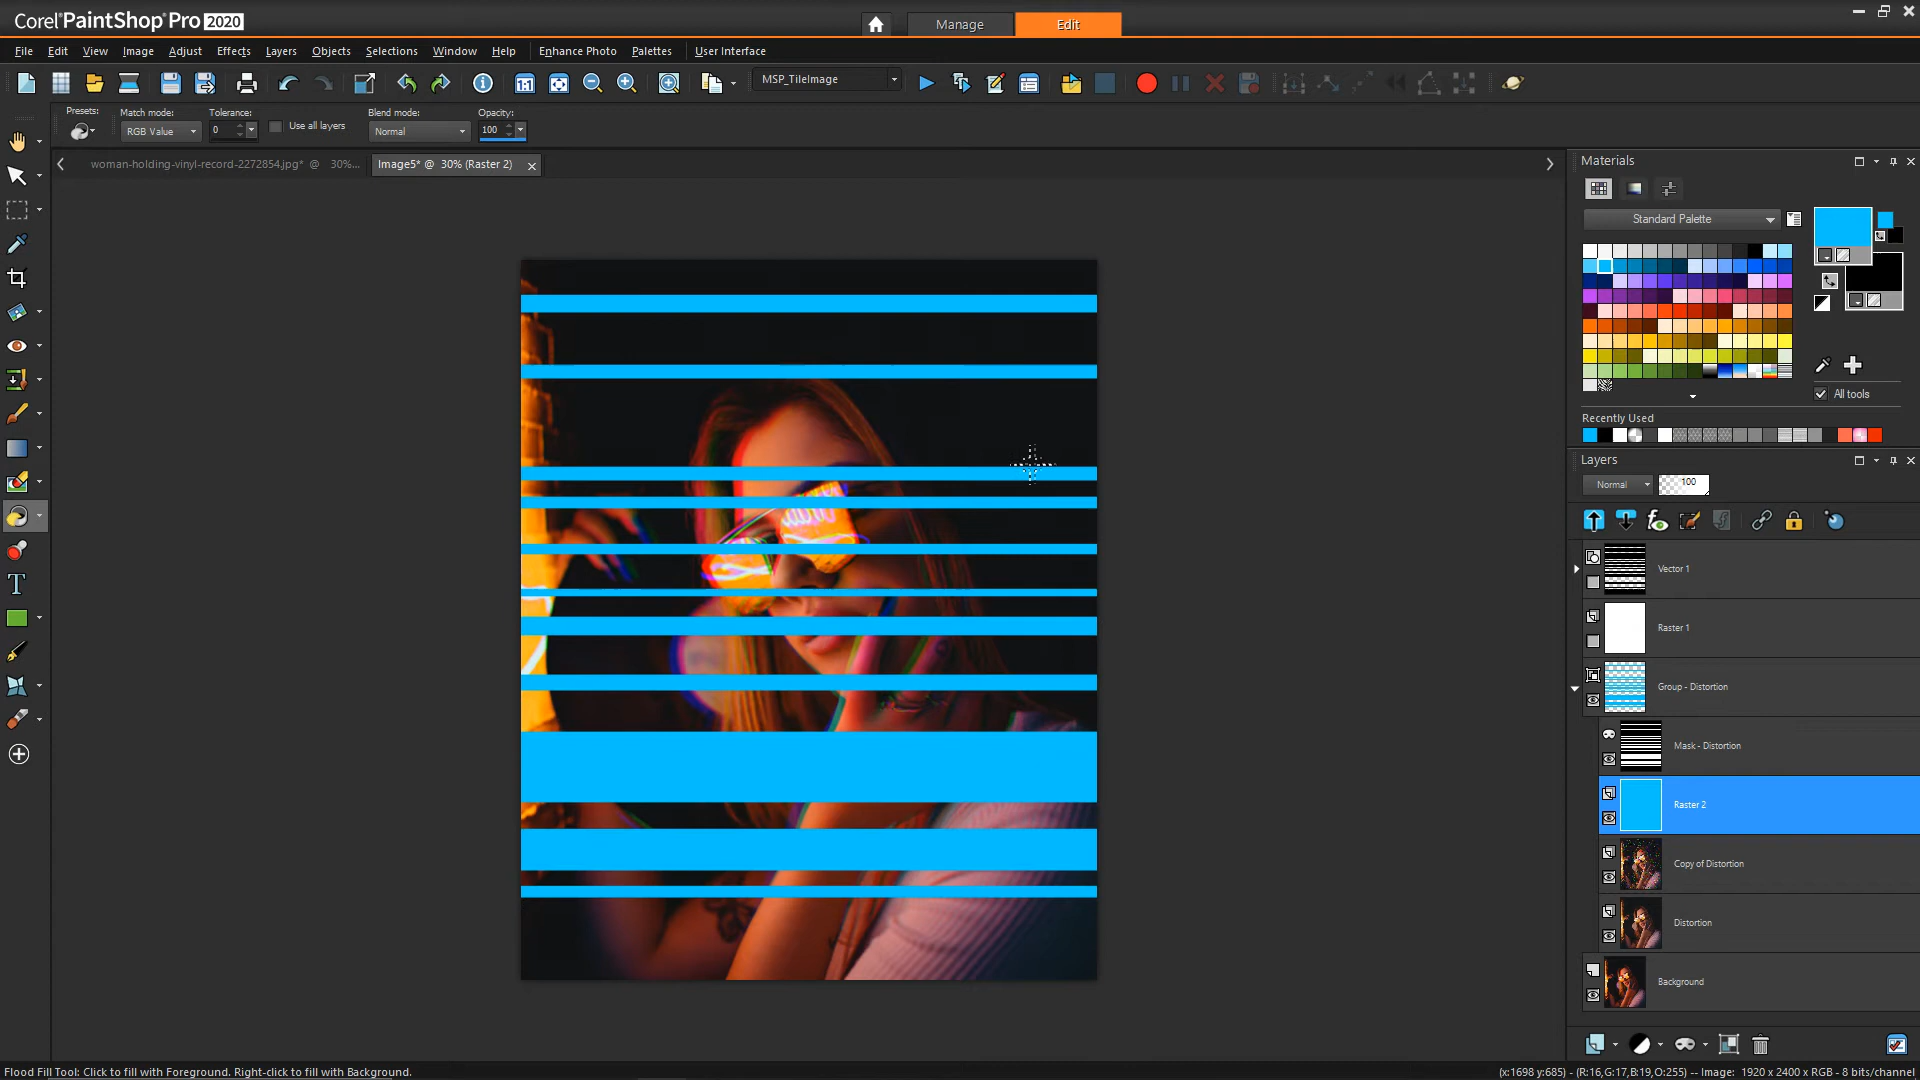 Corel PaintShop Pro 2020
Manage
Edit
File Edit View Image Adjust Effects Layers Objects Selections Window Help Enhance Photo Palettes User Interface
1:1
MSP_TileImage
Presets:
Match mode:
Tolerance:
Blend mode:
Opacity:
RGB Value
0
Use all layers
Normal
100
woman-holding-vinyl-record-2272854.jpg* @ 30%...
Image5* @ 30% (Raster 2)
Materials
Standard Palette
All tools
Recently Used
Layers
Normal
100
Vector 1
Raster 1
Group - Distortion
Mask - Distortion
Raster 2
Copy of Distortion
Distortion
Background
Flood Fill Tool: Click to fill with Foreground. Right-click to fill with Background.
(x:1698 y:685) - (R:16,G:17,B:19,O:255) -- Image: 1920 x 2400 x RGB - 8 bits/channel